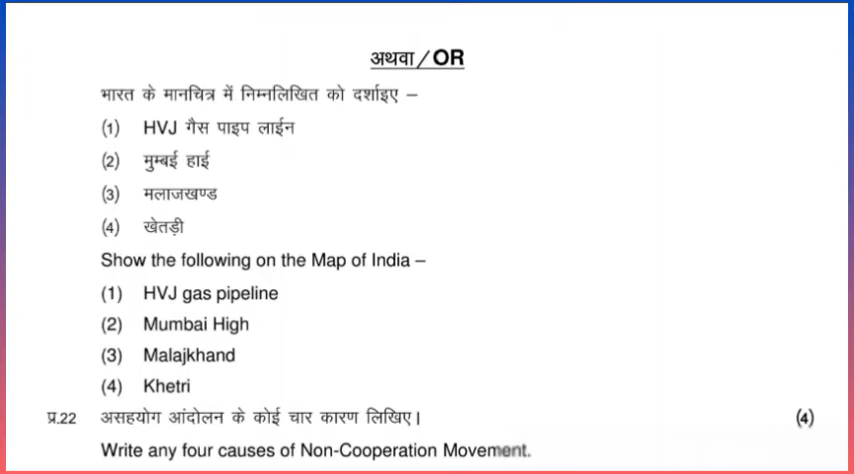 अथवा / OR
भारत के मानचित्र में निम्नलिखित को दर्शाइए –
(1) HVJ गैस पाइप लाईन
(2) मुम्बई हाई
(3) मलाजखण्ड
(4) खेतड़ी
Show the following on the Map of India –
(1) HVJ gas pipeline
(2) Mumbai High
(3) Malajkhand
(4) Khetri
प्र.22 असहयोग आंदोलन के कोई चार कारण लिखिए। (4)
Write any four causes of Non-Cooperation Movement.